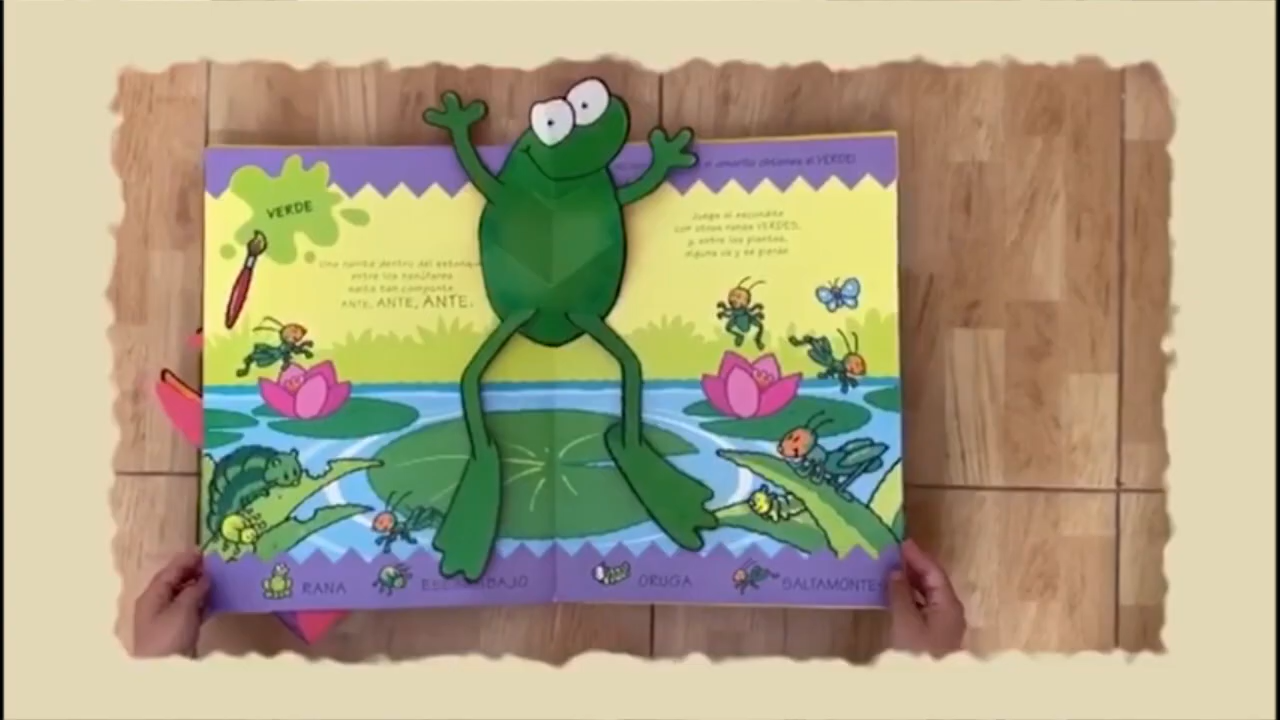 amarillo obtienes el VERDE!
VERDE
Una ranita dentro del estanque
entre los nenúfares
salta tan campante
ANTE, ANTE, ANTE.
Juega al escondite
con otras ranas VERDES,
y entre las plantas,
alguna va y se pierde
RANA
ESCARABAJO
ORUGA
SALTAMONTES